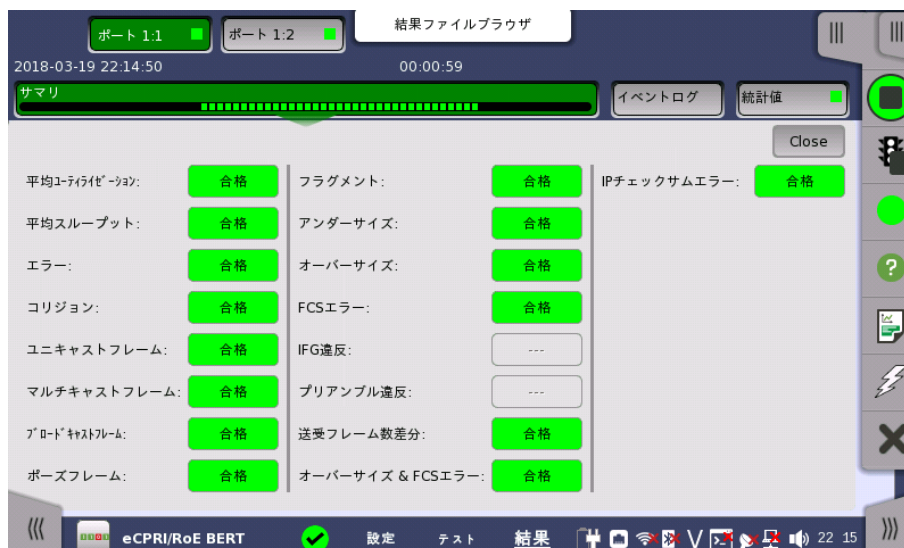 結果ファイルブラウザ
ポート 1:1
ポート 1:2
2018-03-19 22:14:50
00:00:59
サマリ
イベントログ
統計値
Close
平均ﾕｰﾃｨﾗｲｾﾞｰｼｮﾝ:
合格
平均スループット:
合格
エラー:
合格
コリジョン:
合格
ユニキャストフレーム:
合格
マルチキャストフレーム:
合格
ﾌﾞﾛｰﾄﾞｷｬｽﾄﾌﾚｰﾑ:
合格
ポーズフレーム:
合格
フラグメント:
合格
アンダーサイズ:
合格
オーバーサイズ:
合格
FCSエラー:
合格
IFG違反:
---
プリアンブル違反:
---
送受フレーム数差分:
合格
オーバーサイズ & FCSエラー:
合格
IPチェックサムエラー:
合格
eCPRI/RoE BERT
設定
テスト
結果
22 15